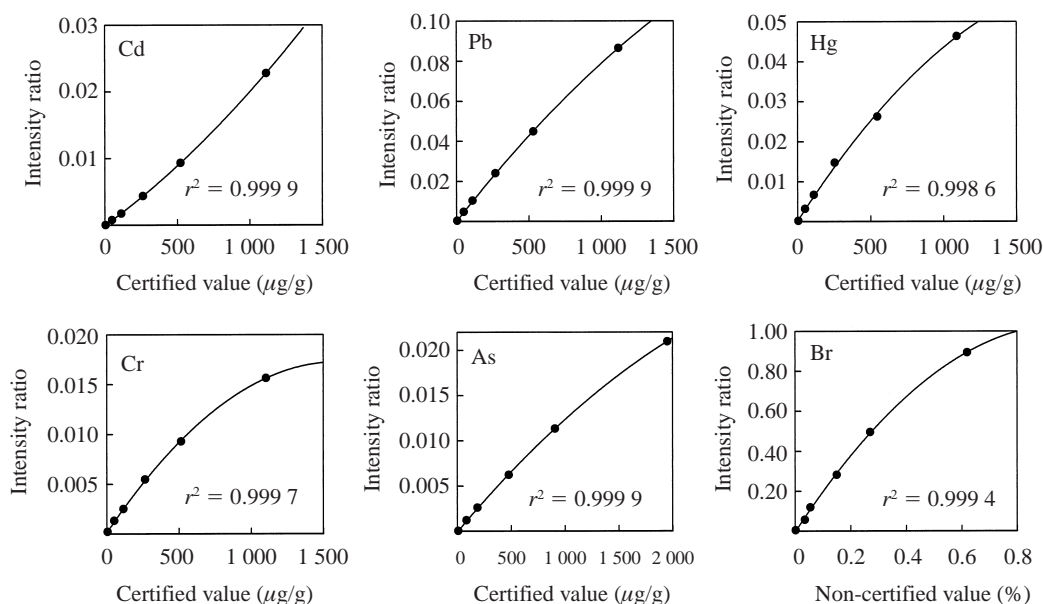 Cd
Intensity ratio
0.03
0.02
0.01
0
r² = 0.999 9
0 500 1 000 1 500
Certified value (μg/g)
Pb
Intensity ratio
0.10
0.08
0.06
0.04
0.02
0
r² = 0.999 9
0 500 1 000 1 500
Certified value (μg/g)
Hg
Intensity ratio
0.05
0.04
0.03
0.02
0.01
0
r² = 0.998 6
0 500 1 000 1 500
Certified value (μg/g)
Cr
Intensity ratio
0.020
0.015
0.010
0.005
r² = 0.999 7
0 500 1 000 1 500
Certified value (μg/g)
As
Intensity ratio
0.020
0.015
0.010
0.005
r² = 0.999 9
0 500 1 000 1 500 2 000
Certified value (μg/g)
Br
Intensity ratio
1.00
0.80
0.60
0.40
0.20
r² = 0.999 4
0 0.2 0.4 0.6 0.8
Non-certified value (%)